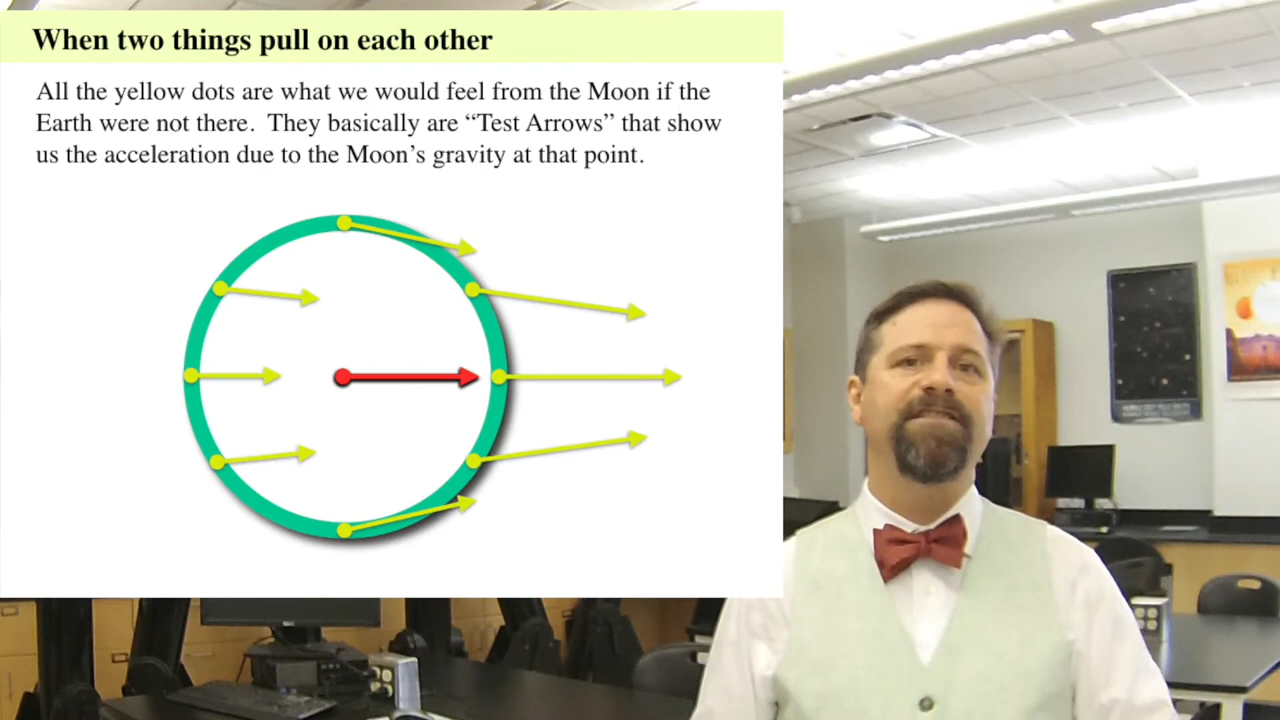 When two things pull on each other
All the yellow dots are what we would feel from the Moon if the
Earth were not there.  They basically are “Test Arrows” that show
us the acceleration due to the Moon’s gravity at that point.